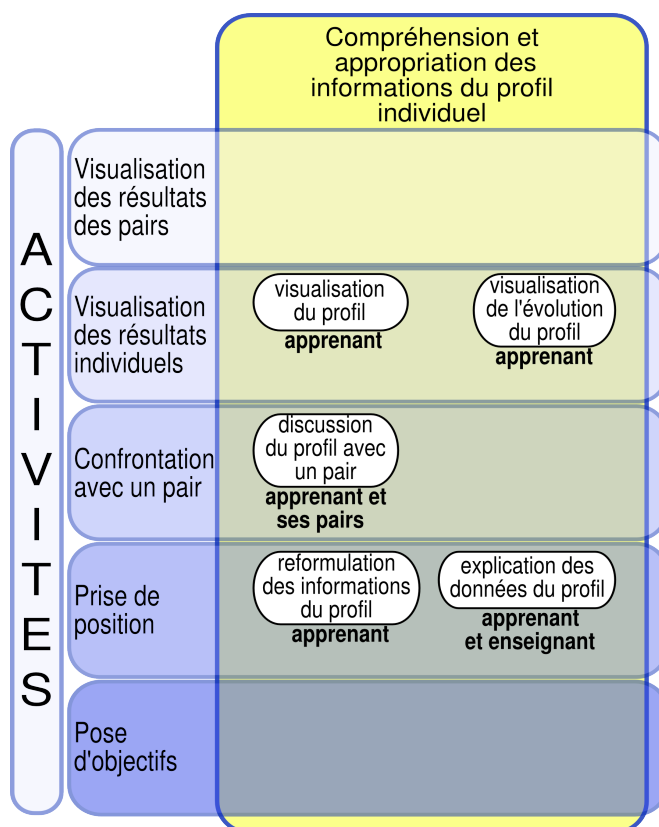 Compréhension et
appropriation des
informations du profil
individuel
ACTIVITES
Visualisation
des résultats
des pairs
Visualisation
des résultats
individuels
visualisation
du profil
apprenant
visualisation
de l'évolution
du profil
apprenant
Confrontation
avec un pair
discussion
du profil avec
un pair
apprenant et
ses pairs
Prise de
position
reformulation
des informations
du profil
apprenant
explication des
données du profil
apprenant
et enseignant
Pose
d'objectifs